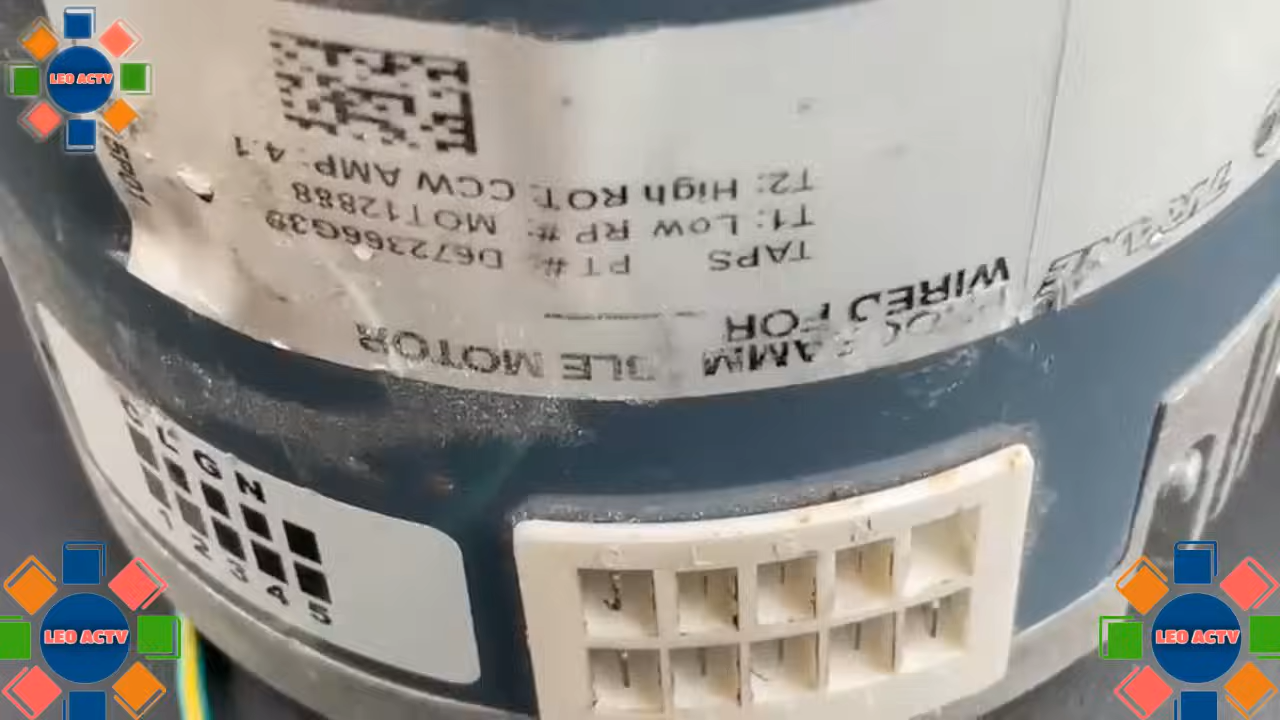 LEO ACTV
T2: High ROT: CCW AMP: 4.1
T1: Low RP #: MOT12888
TAPS PT #: D672366G39
WIRED FOR
MOTOR
C L G N
1 2 3 4 5
C L G N
LEO ACTV
LEO ACTV